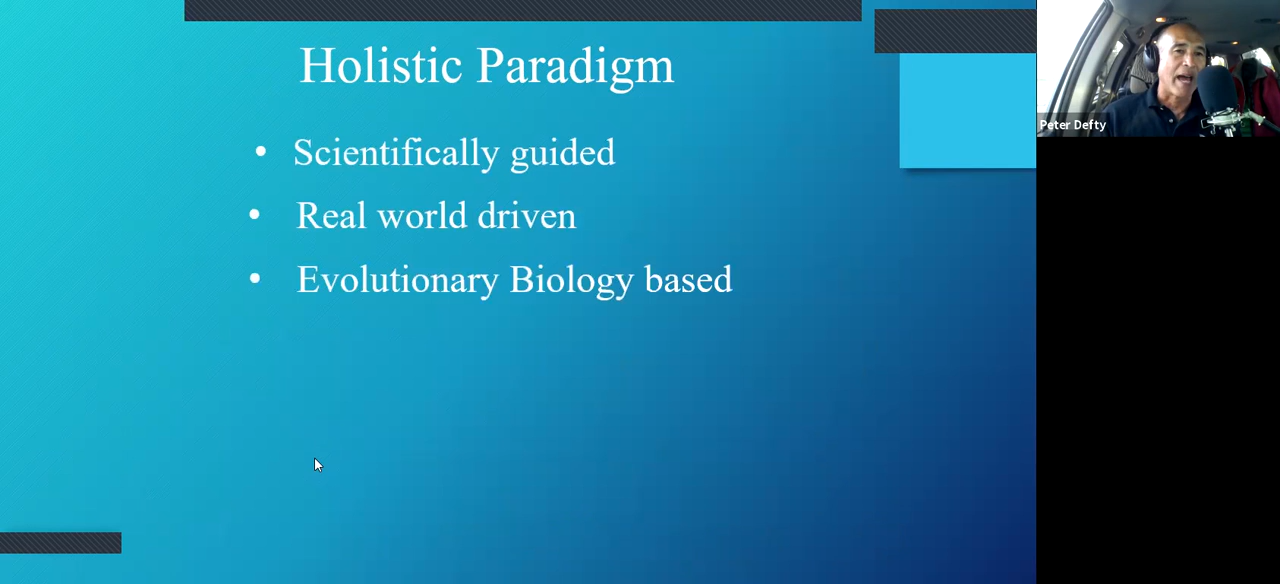 Holistic Paradigm
• Scientifically guided
• Real world driven
• Evolutionary Biology based
Peter Defty